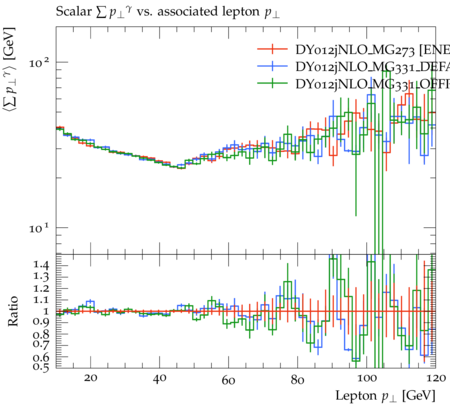 Scalar ∑ p⊥γ vs. associated lepton p⊥
⟨∑ p⊥γ⟩ [GeV]
DY012jNLO_MG273 [ENE
DY012jNLO_MG331_DEFA
DY012jNLO_MG331_OFFI
10²
10¹
Ratio
1.4
1.3
1.2
1.1
1
0.9
0.8
0.7
0.6
0.5
20 40 60 80 100 120
Lepton p⊥ [GeV]